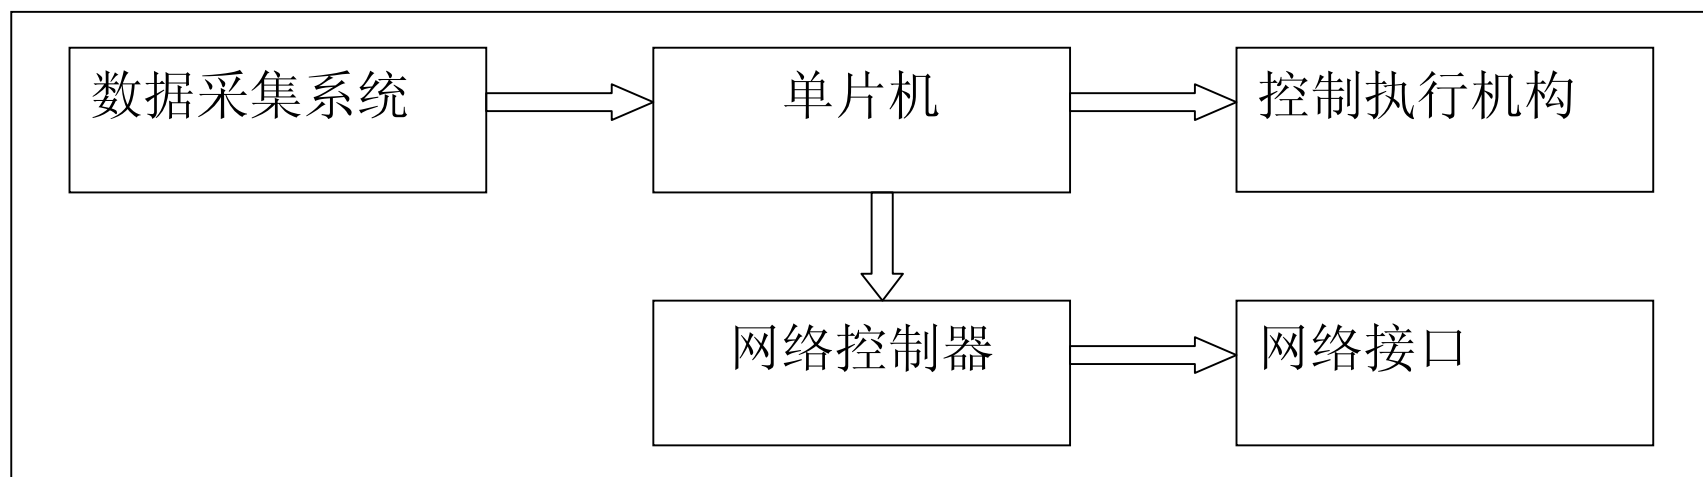 数据采集系统
单片机
控制执行机构
网络控制器
网络接口